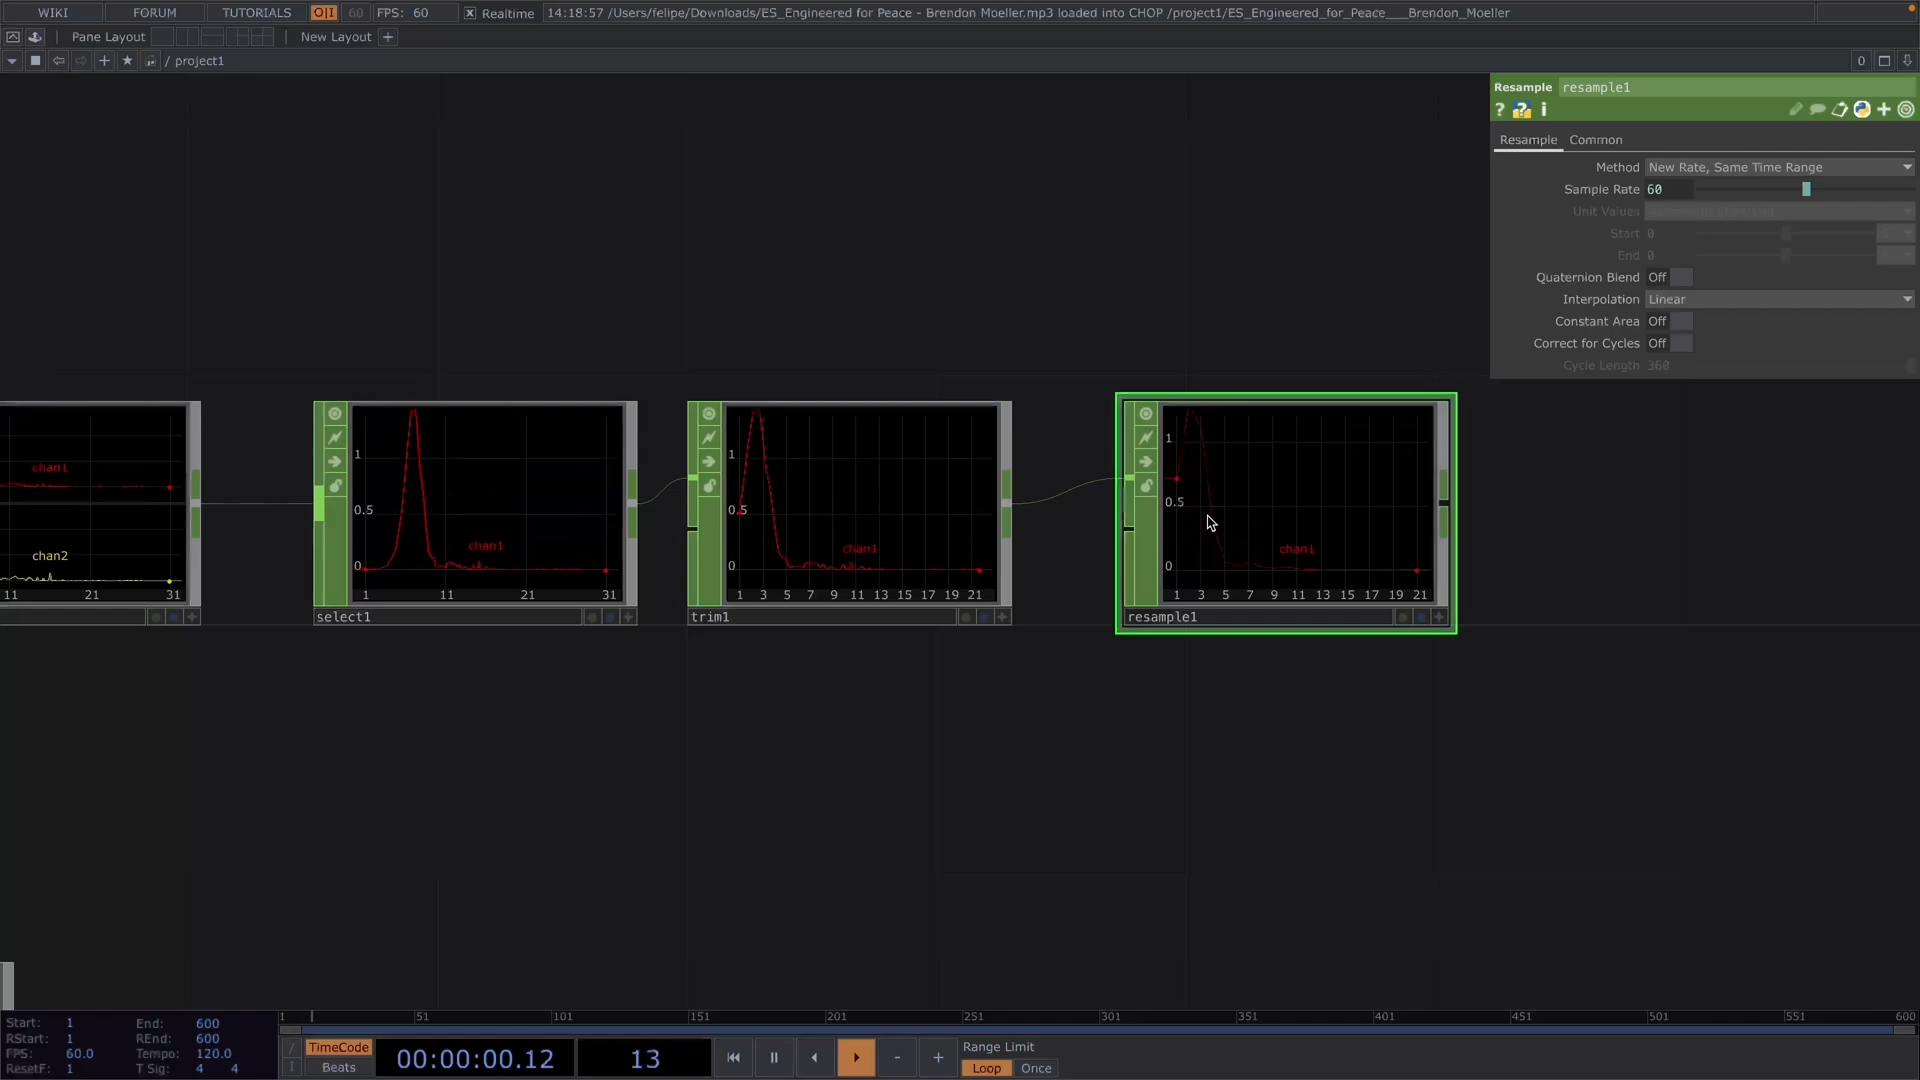 WIKI FORUM TUTORIALS O|I 60 FPS: 60 Realtime 14:18:57 /Users/felipe/Downloads/ES_Engineered for Peace - Brendon Moeller.mp3 loaded into CHOP /project1/ES_Engineered_for_Peace___Brendon_Moeller
Pane Layout New Layout +
/ project1 0
Resample resample1
? ? i
Resample Common
Method New Rate, Same Time Range
Sample Rate 60
Unit Values
Start 0
End 0
Quaternion Blend Off
Interpolation Linear
Constant Area Off
Correct for Cycles Off
Cycle Length 360
chan1
chan2
11 21 31
1
0.5
0
chan1
1 11 21 31
select1
1
0.5
0
chan1
1 3 5 7 9 11 13 15 17 19 21
trim1
1
0.5
0
chan1
1 3 5 7 9 11 13 15 17 19 21
resample1
1 51 101 151 201 251 301 351 401 451 501 551 600
Start: 1 End: 600
RStart: 1 REnd: 600
FPS: 60.0 Tempo: 120.0
ResetF: 1 T Sig: 4 4
TimeCode
Beats
00:00:00.12
13
- +
Range Limit
Loop Once